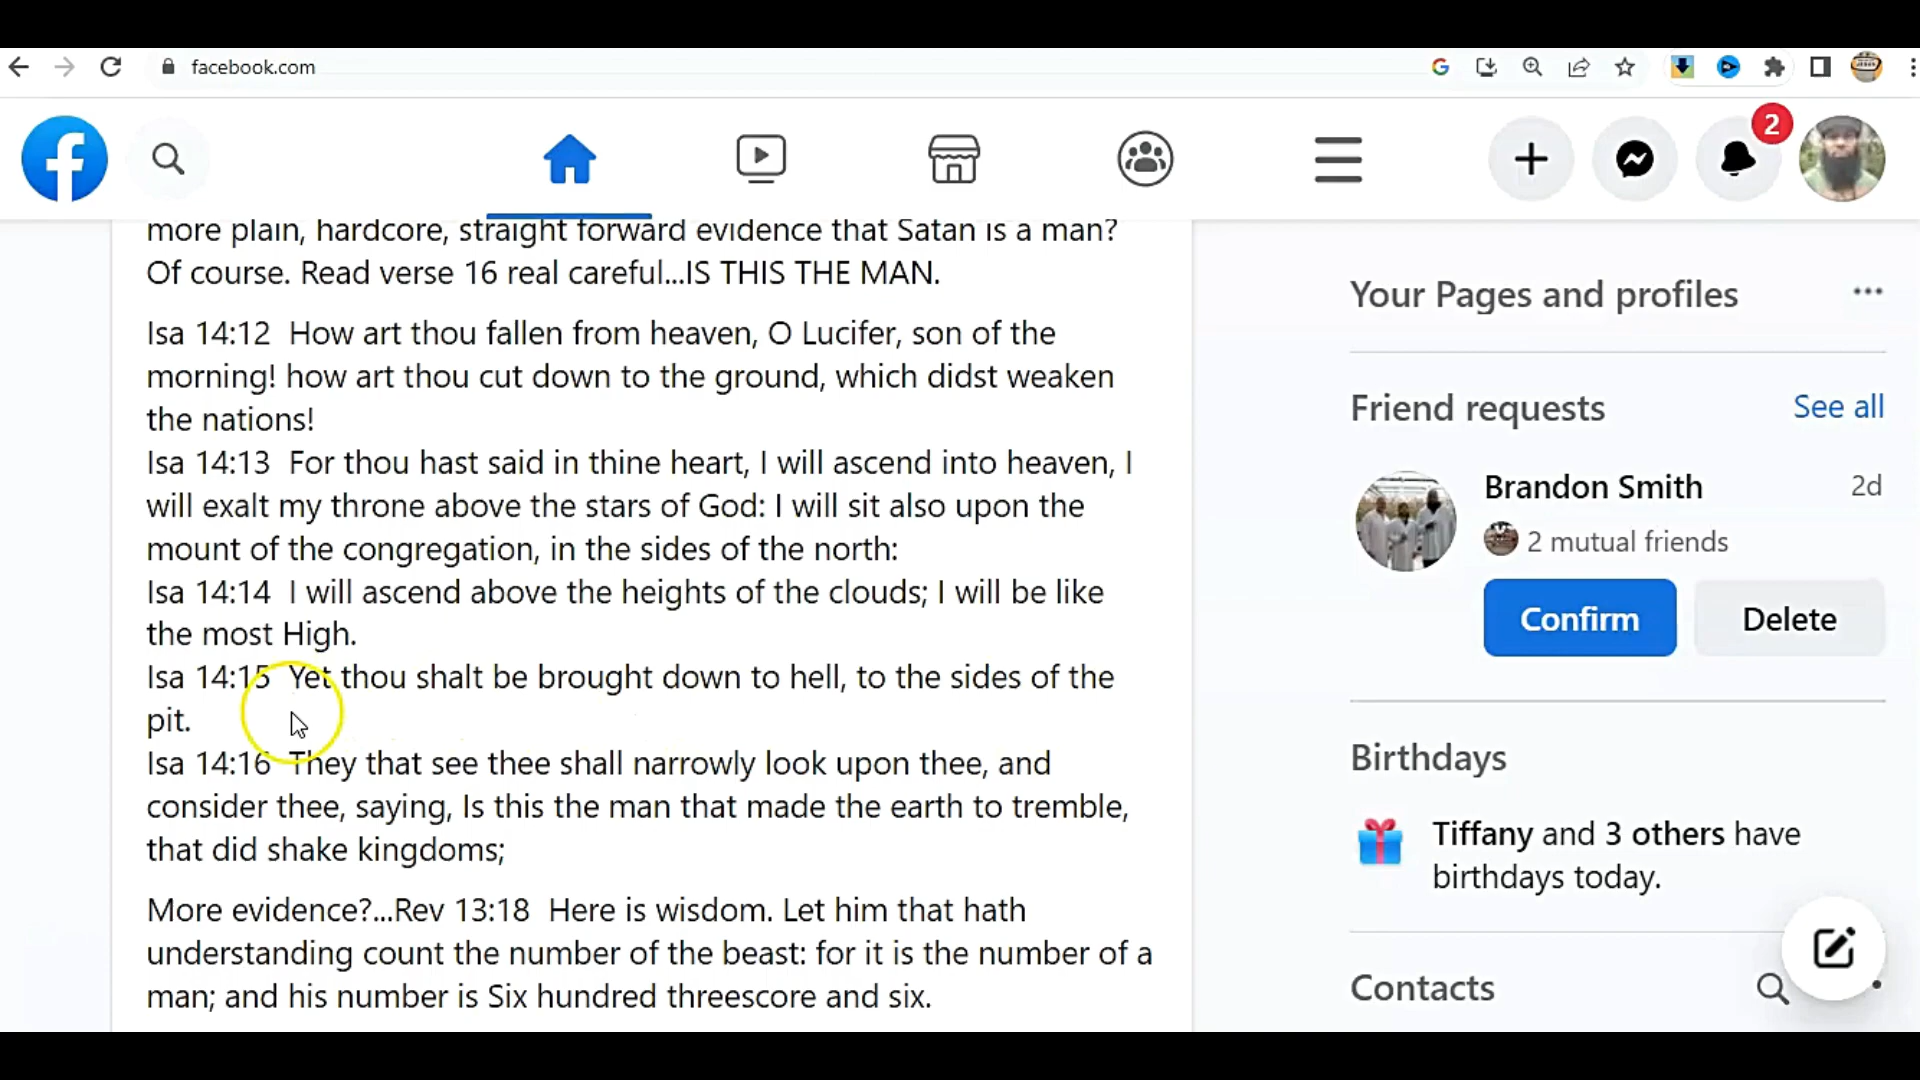 facebook.com
2
more plain, hardcore, straight forward evidence that Satan is a man?
Of course. Read verse 16 real careful...IS THIS THE MAN.
Isa 14:12  How art thou fallen from heaven, O Lucifer, son of the
morning! how art thou cut down to the ground, which didst weaken
the nations!
Isa 14:13  For thou hast said in thine heart, I will ascend into heaven, I
will exalt my throne above the stars of God: I will sit also upon the
mount of the congregation, in the sides of the north:
Isa 14:14  I will ascend above the heights of the clouds; I will be like
the most High.
Isa 14:15  Yet thou shalt be brought down to hell, to the sides of the
pit.
Isa 14:16  They that see thee shall narrowly look upon thee, and
consider thee, saying, Is this the man that made the earth to tremble,
that did shake kingdoms;
More evidence?...Rev 13:18  Here is wisdom. Let him that hath
understanding count the number of the beast: for it is the number of a
man; and his number is Six hundred threescore and six.
Your Pages and profiles
Friend requests
See all
Brandon Smith
2d
2 mutual friends
Confirm
Delete
Birthdays
Tiffany and 3 others have
birthdays today.
Contacts